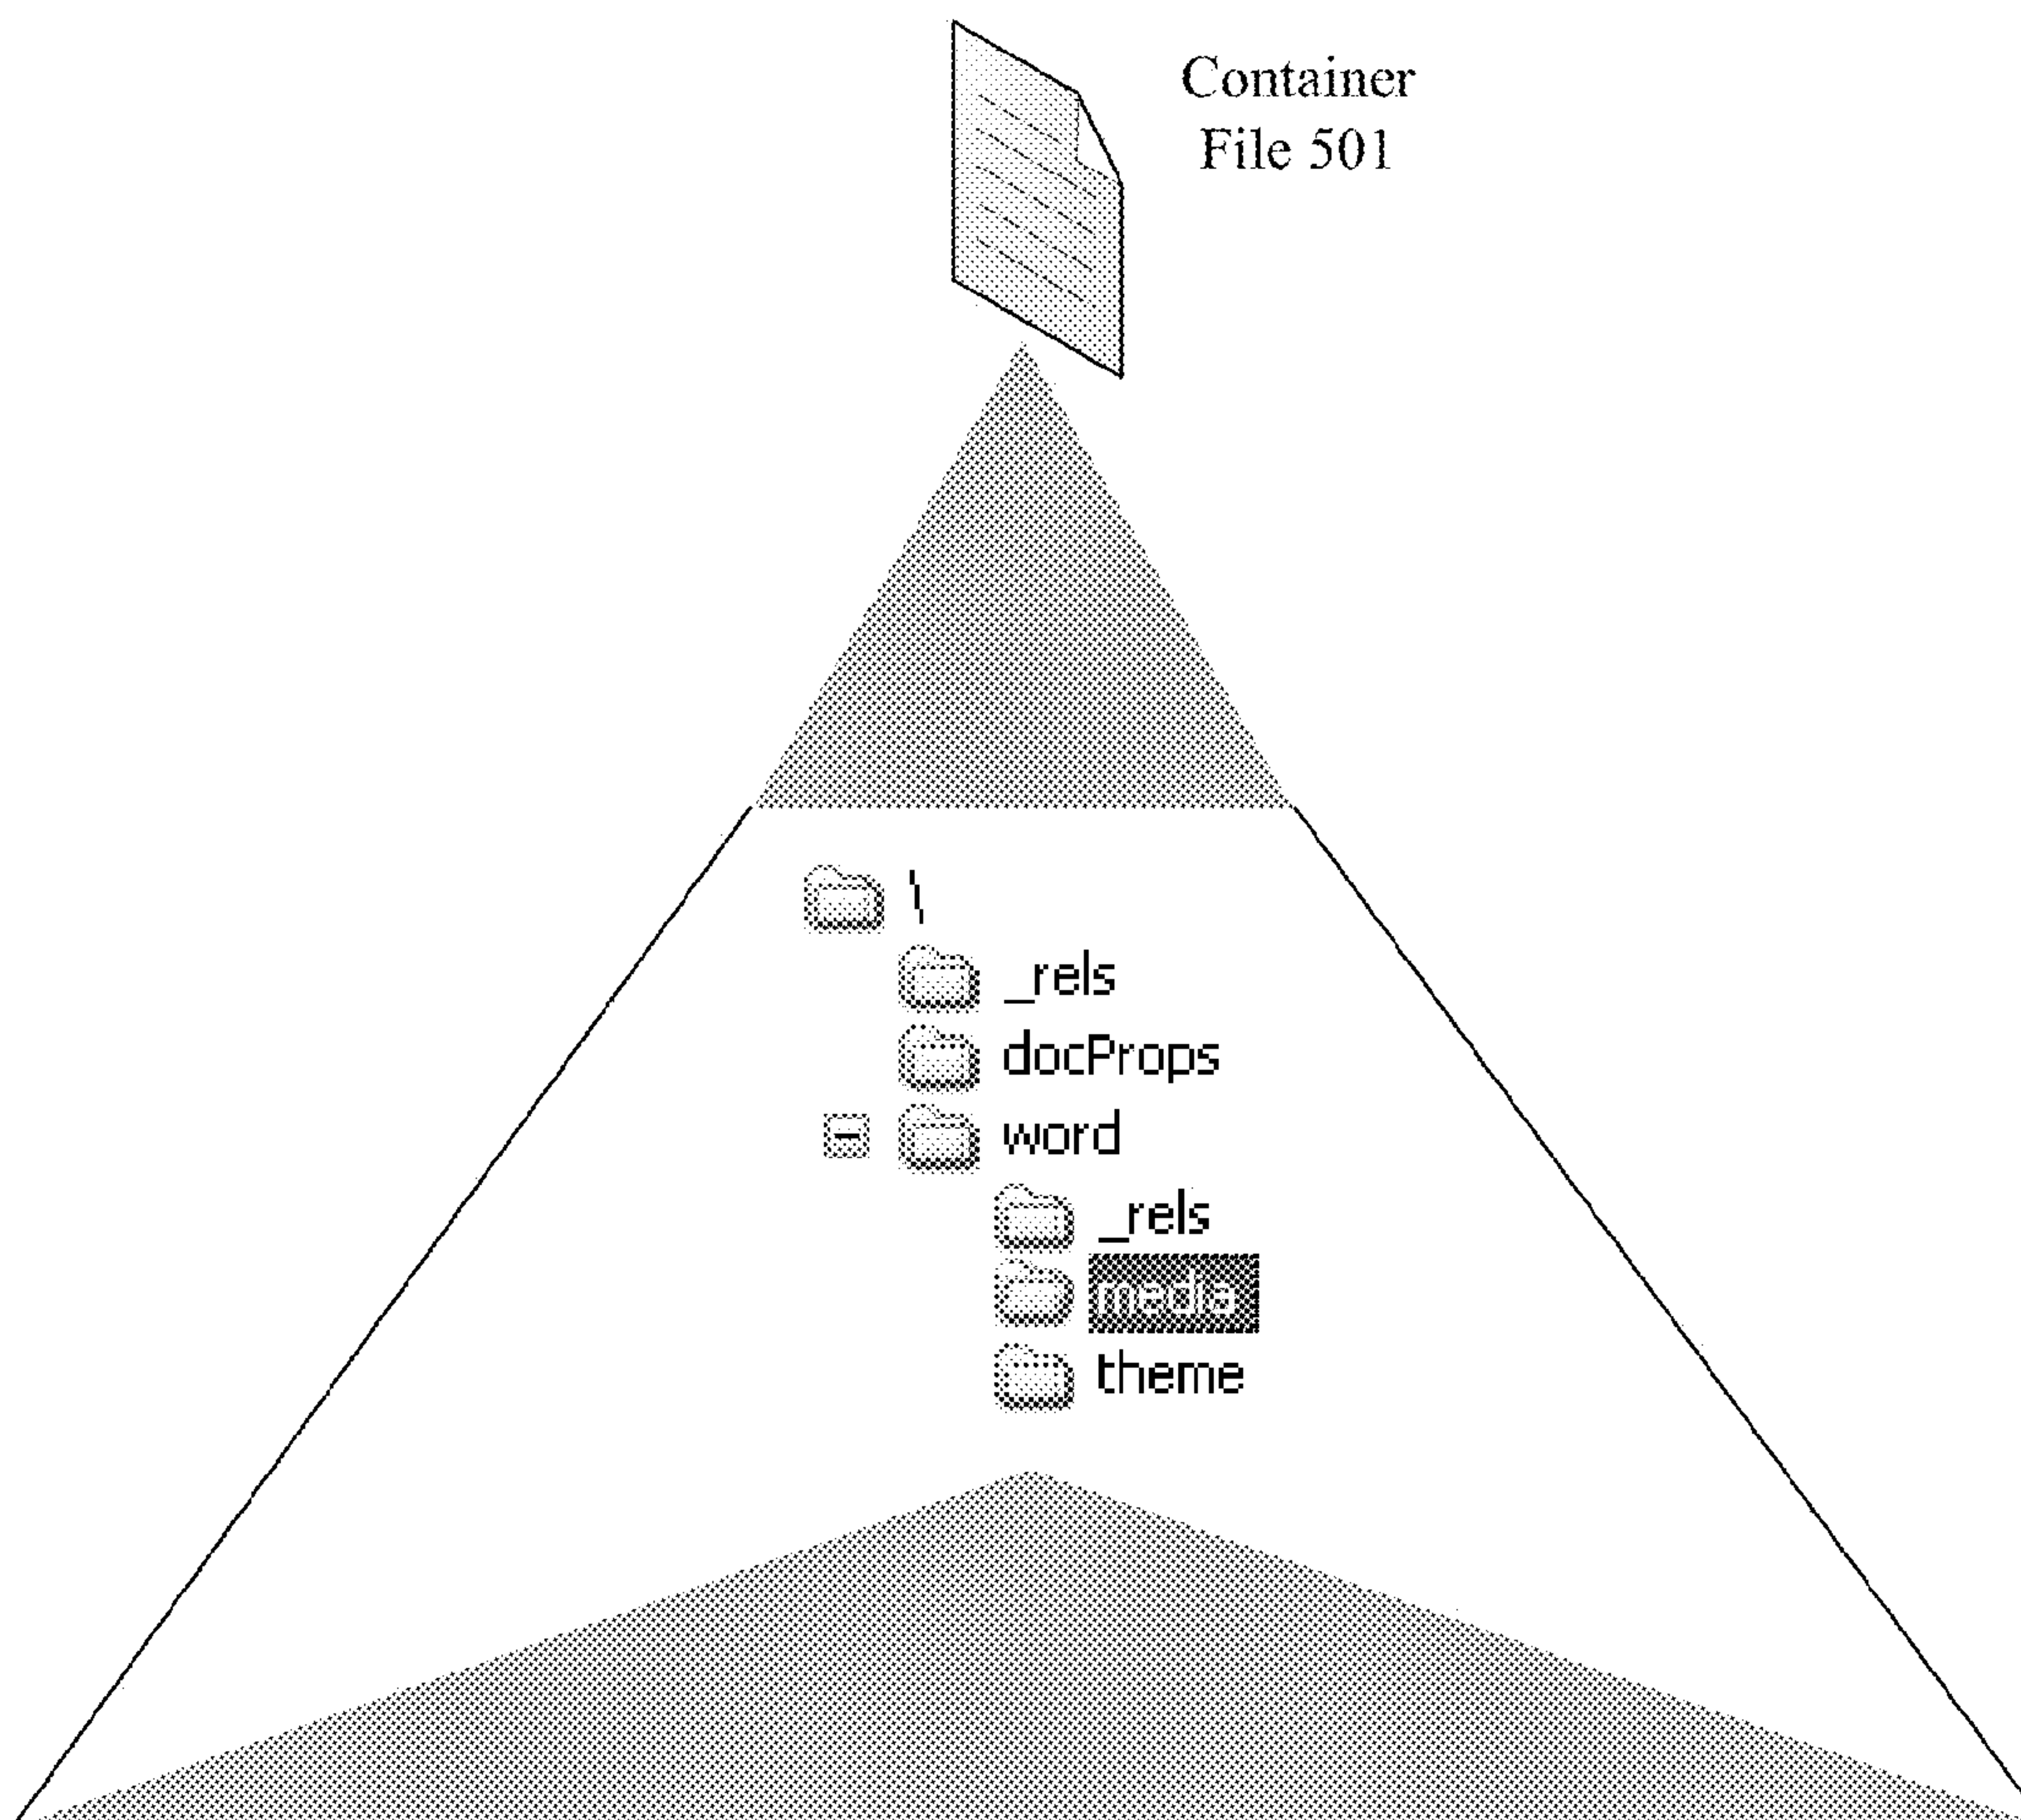 Container
File 501
\
_rels
docProps
word
_rels
media
theme